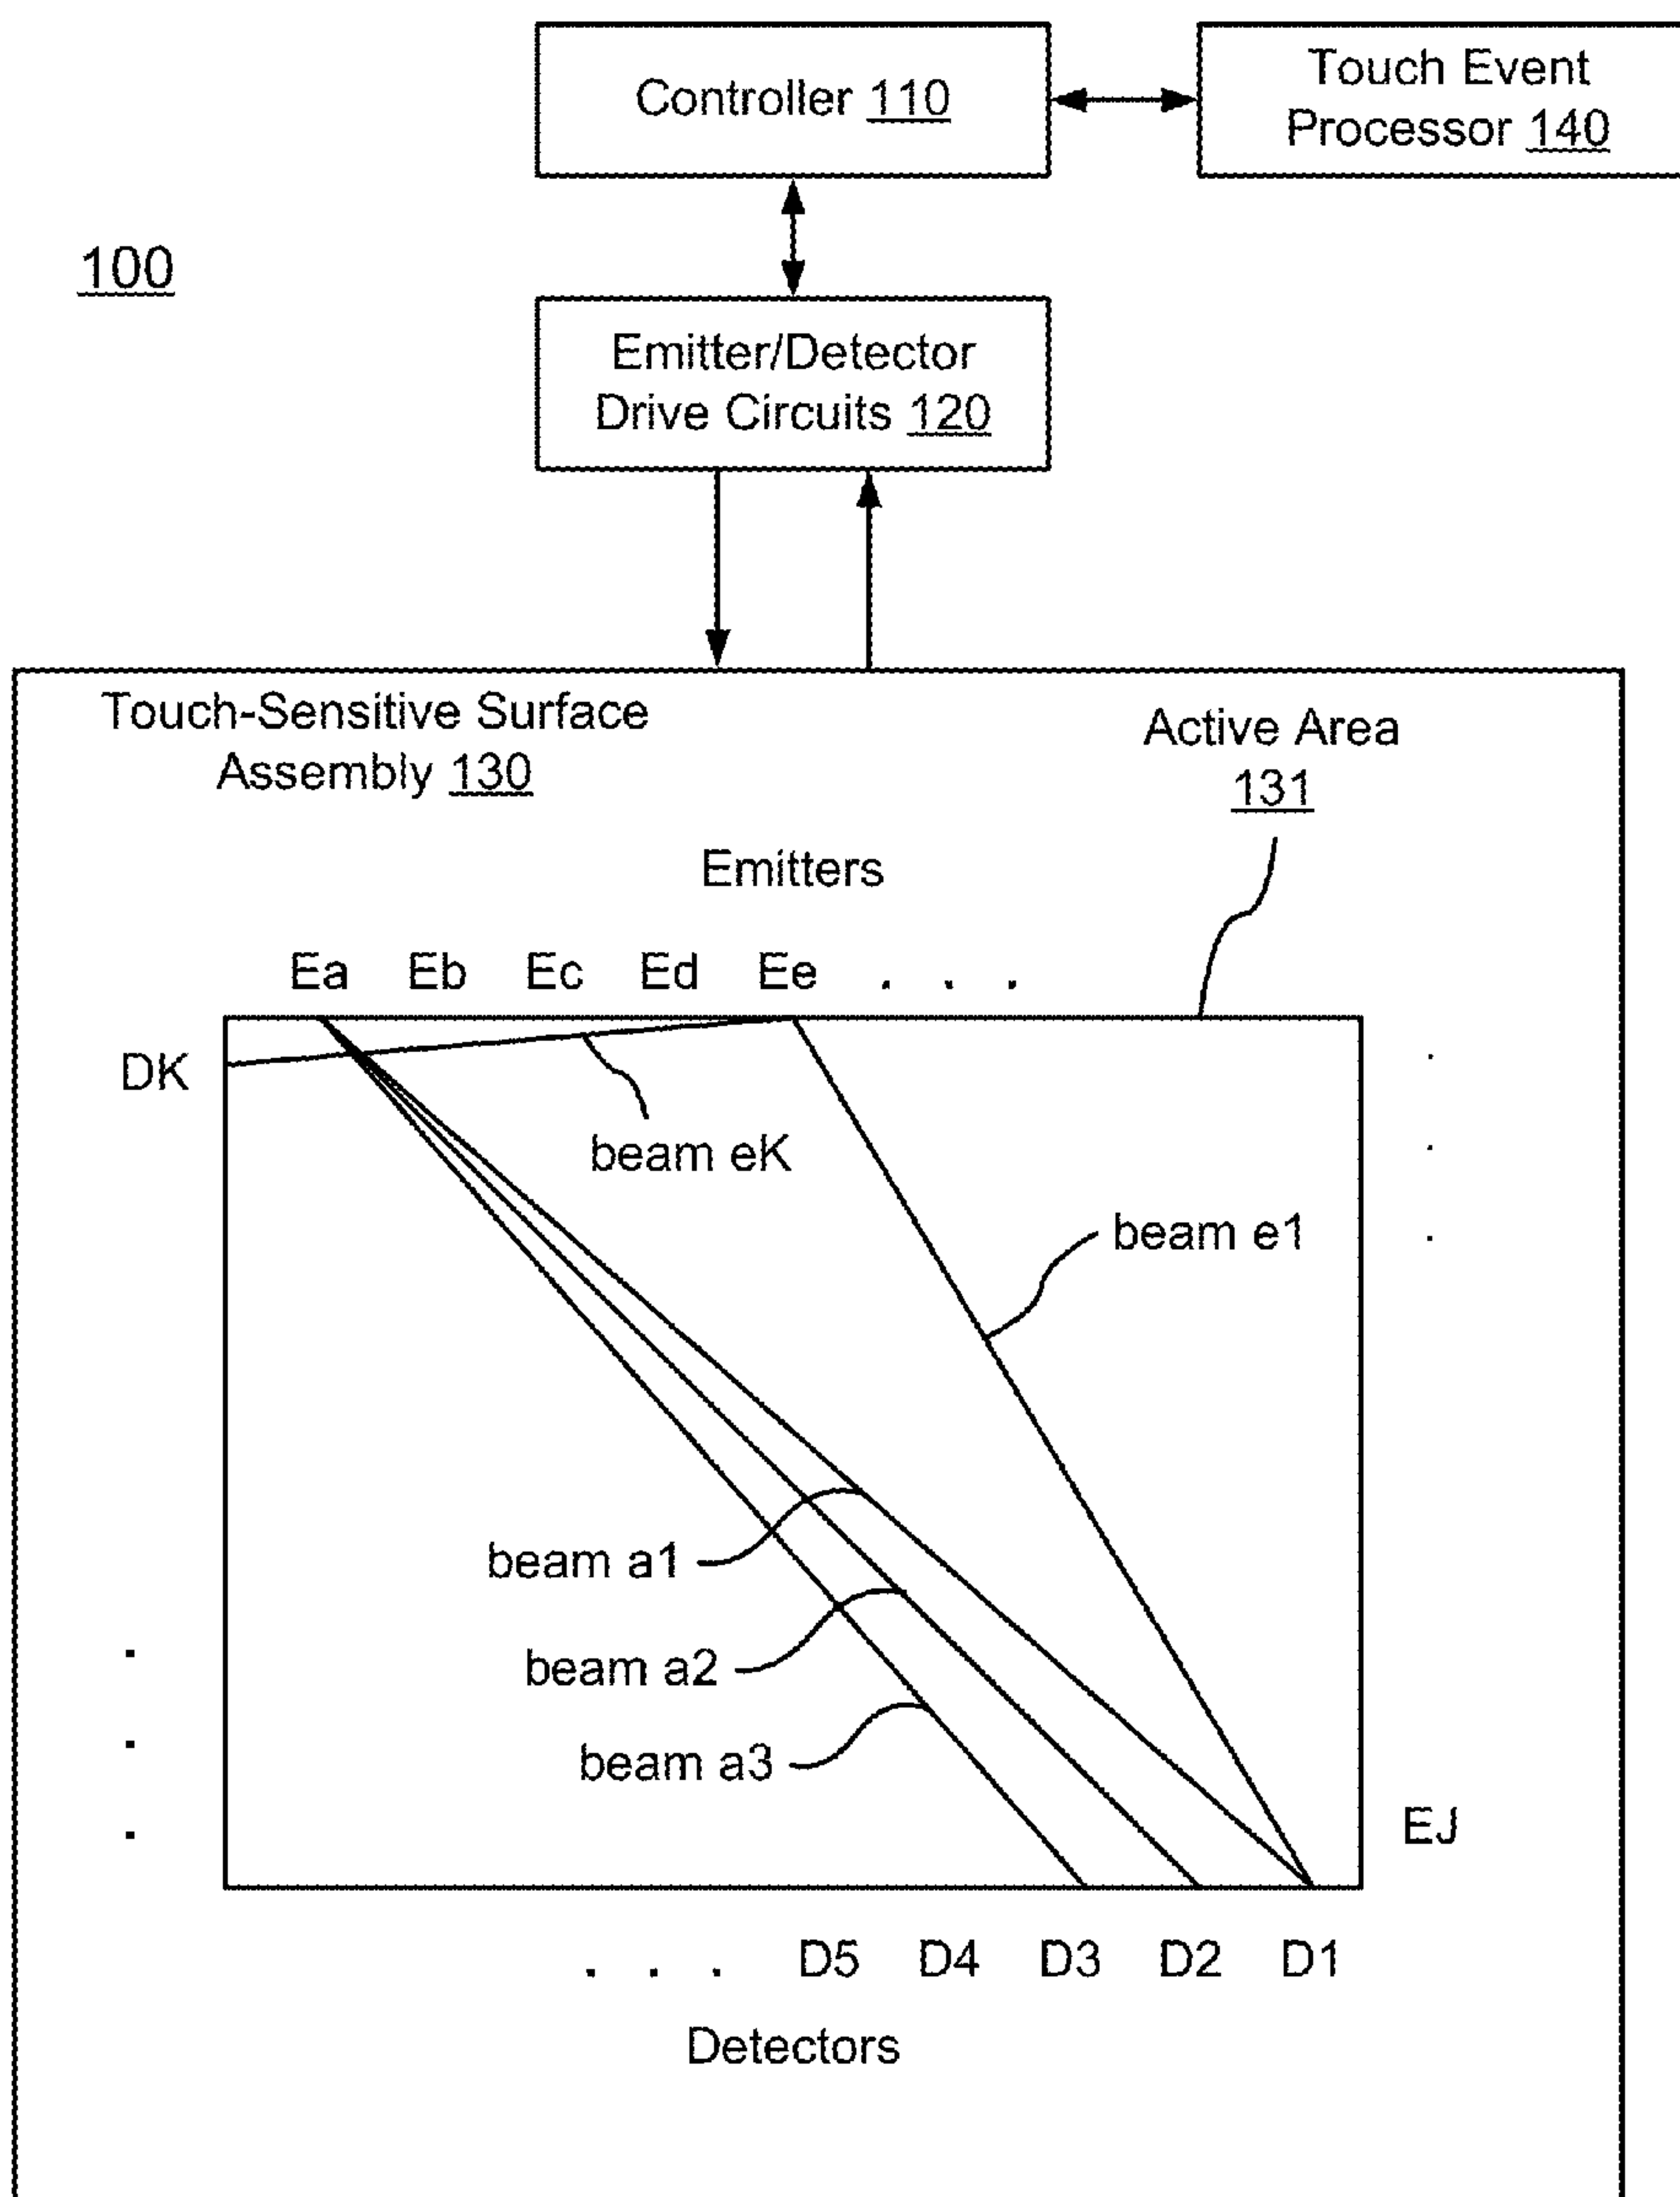 Controller 110
Touch Event
Processor 140
100
Emitter/Detector
Drive Circuits 120
Touch-Sensitive Surface
Assembly 130
Active Area
131
Emitters
Ea Eb Ec Ed Ee . . .
DK
beam eK
beam e1
beam a1
beam a2
beam a3
EJ
. . . D5 D4 D3 D2 D1
Detectors